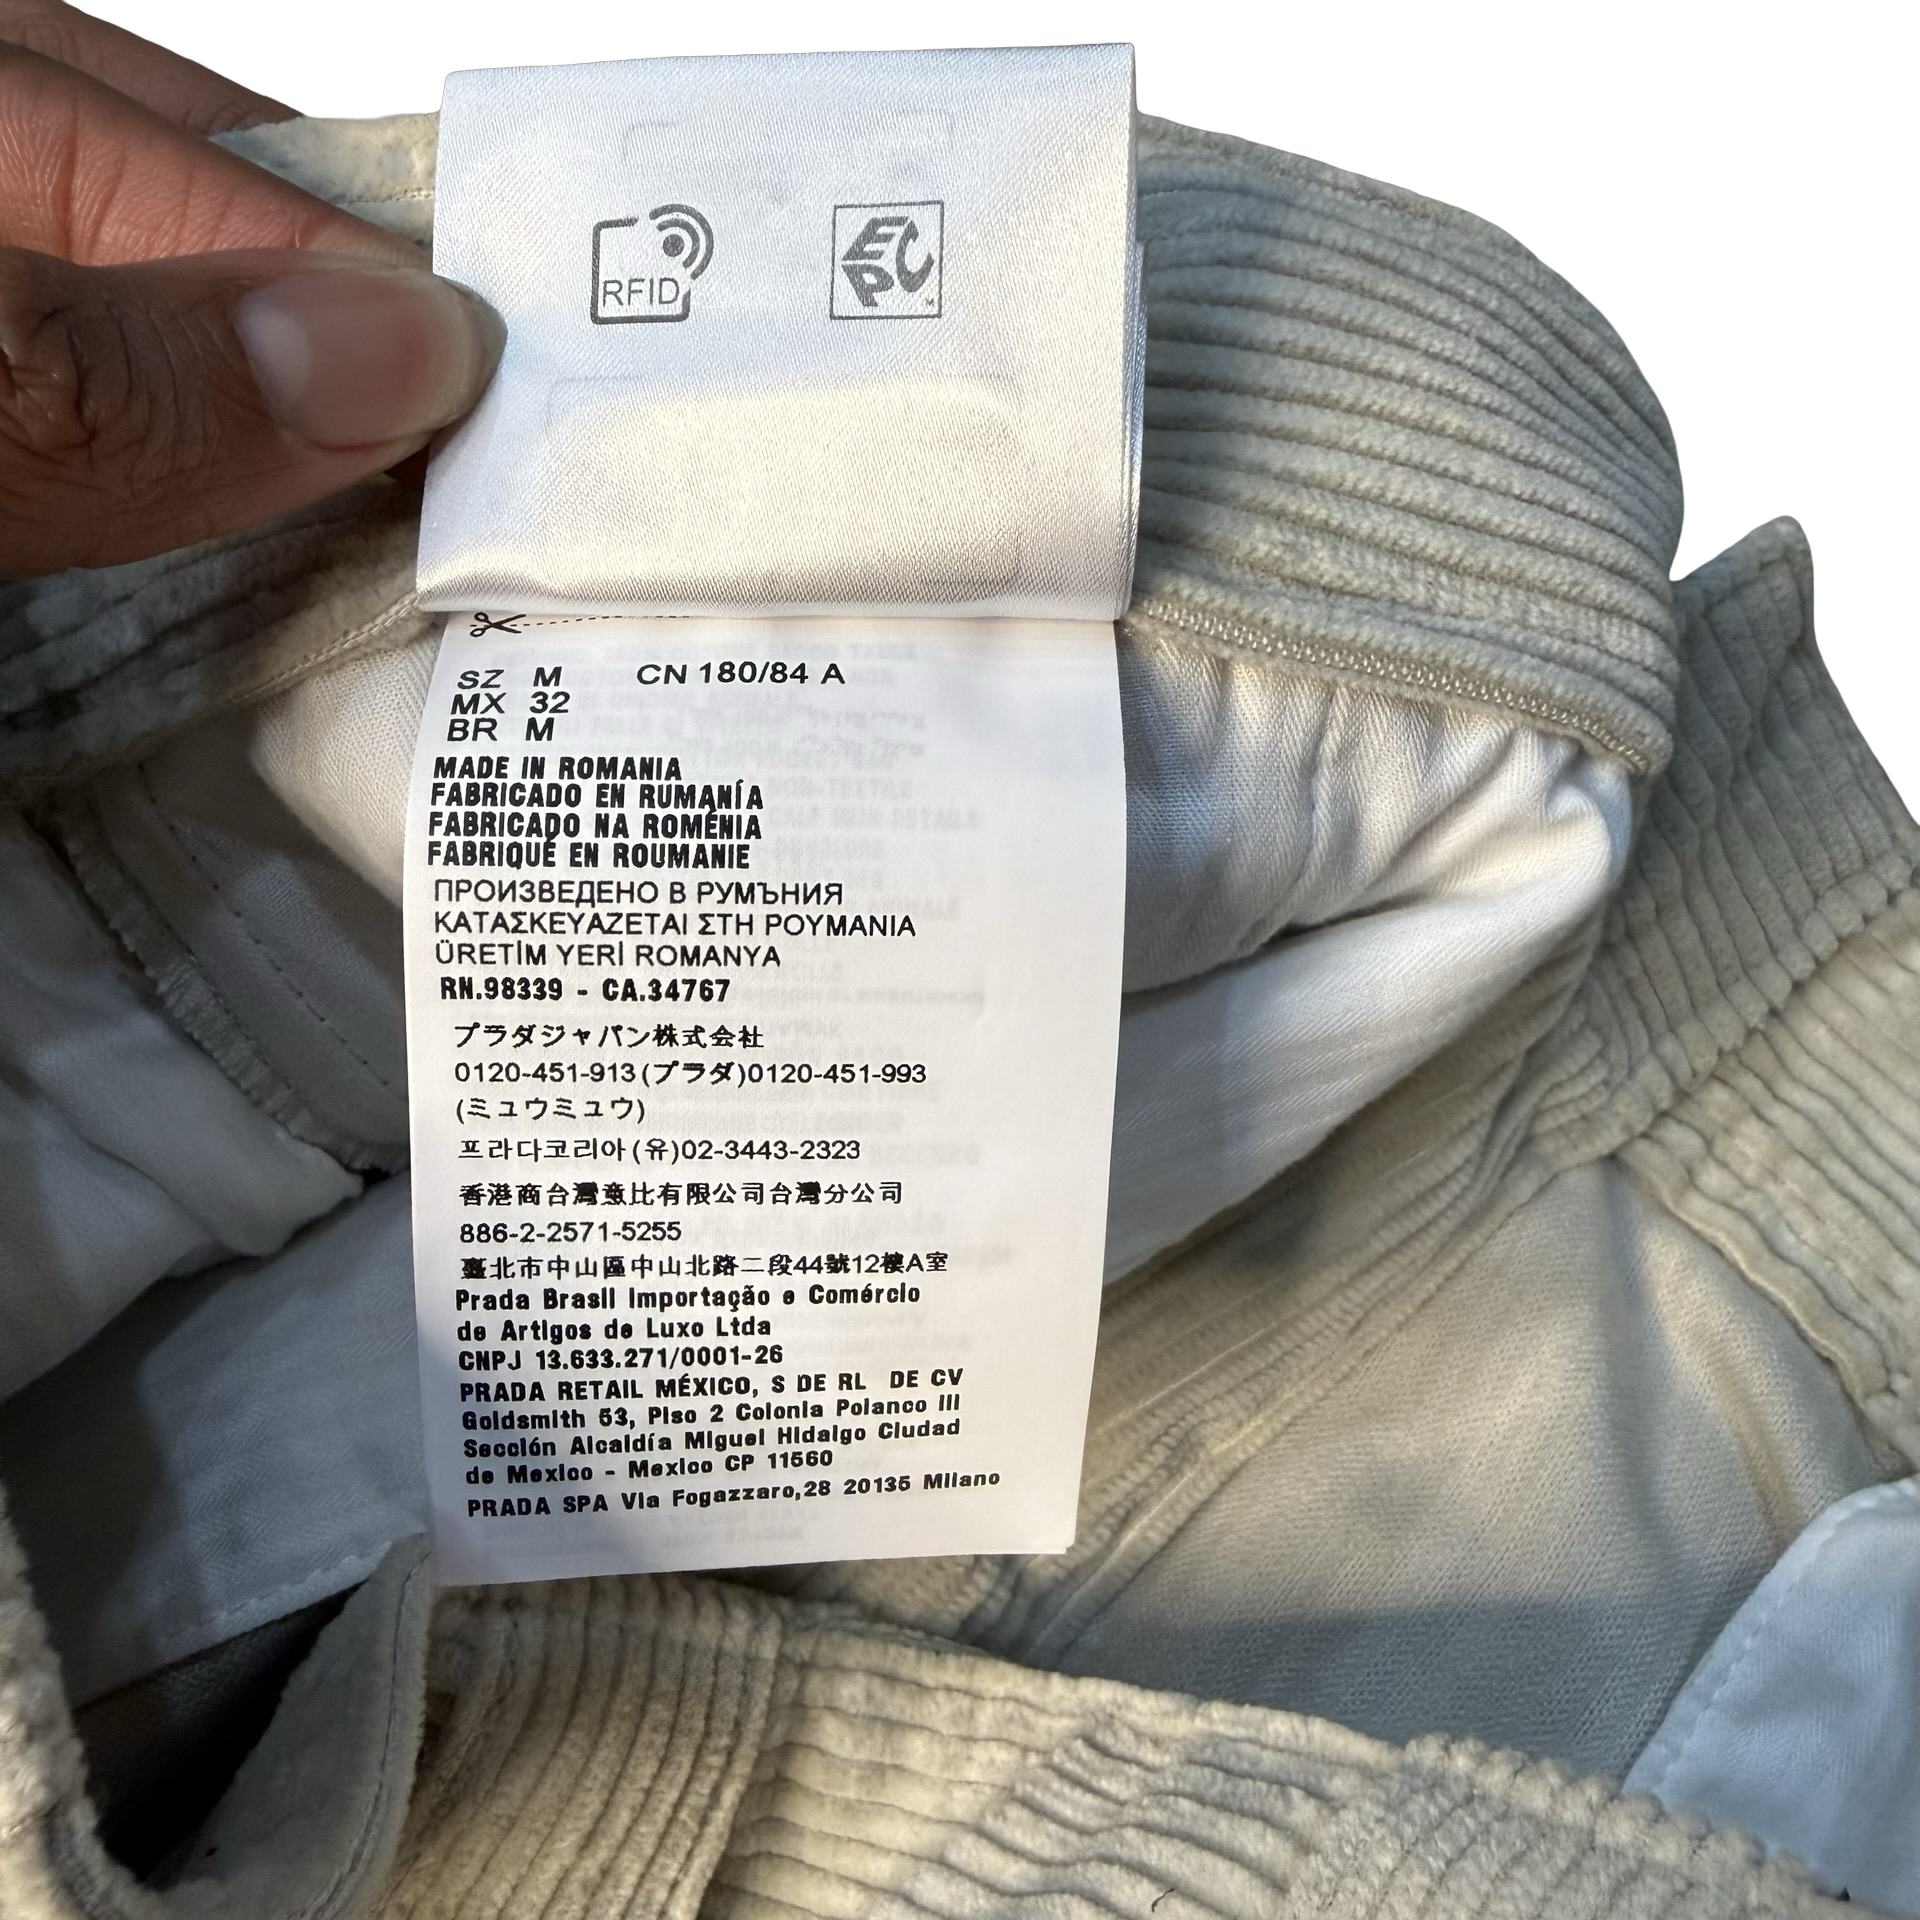 RFID
EPC
SZ M CN 180/84 A
MX 32
BR M
MADE IN ROMANIA
FABRICADO EN RUMANÍA
FABRICADO NA ROMÉNIA
FABRIQUÉ EN ROUMANIE
ПРОИЗВЕДЕНО В РУМЪНИЯ
ΚΑΤΑΣΚΕΥΑΖΕΤΑΙ ΣΤΗ ΡΟΥΜΑΝΙΑ
ÜRETİM YERİ ROMANYA
RN.98339 - CA.34767
プラダジャパン株式会社
0120-451-913(プラダ)0120-451-993
(ミュウミュウ)
프라다코리아(유)02-3443-2323
香港商台灣意比有限公司台灣分公司
886-2-2571-5255
臺北市中山區中山北路二段44號12樓A室
Prada Brasil Importação e Comércio
de Artigos de Luxo Ltda
CNPJ 13.633.271/0001-26
PRADA RETAIL MÉXICO, S DE RL DE CV
Goldsmith 53, Piso 2 Colonia Polanco III
Sección Alcaldía Miguel Hidalgo Ciudad
de Mexico - Mexico CP 11560
PRADA SPA Via Fogazzaro,28 20135 Milano